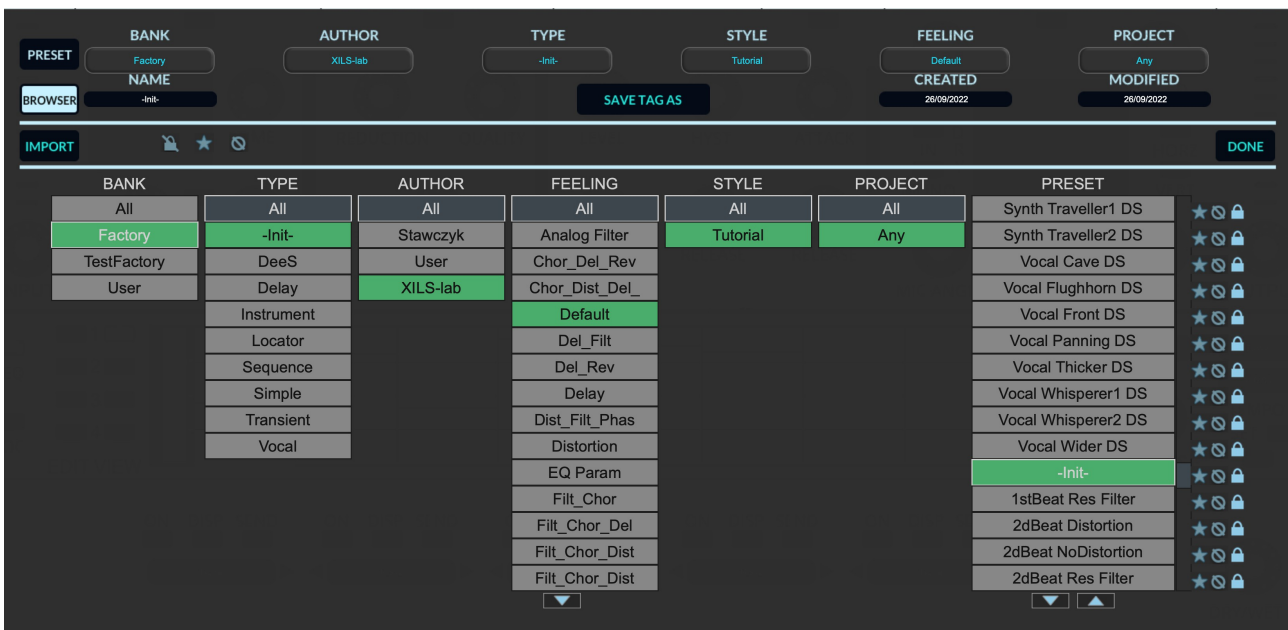 BANK AUTHOR TYPE STYLE FEELING PROJECT
PRESET Factory XILS-lab -Init- Tutorial Default Any
NAME CREATED MODIFIED
BROWSER -Init- SAVE TAG AS 26/09/2022 26/09/2022
IMPORT DONE
BANK TYPE AUTHOR FEELING STYLE PROJECT PRESET
All All All All All All Synth Traveller1 DS
Factory -Init- Stawczyk Analog Filter Tutorial Any Synth Traveller2 DS
TestFactory DeeS User Chor_Del_Rev Vocal Cave DS
User Delay XILS-lab Chor_Dist_Del_ Vocal Flughhorn DS
Instrument Default Vocal Front DS
Locator Del_Filt Vocal Panning DS
Sequence Del_Rev Vocal Thicker DS
Simple Delay Vocal Whisperer1 DS
Transient Dist_Filt_Phas Vocal Whisperer2 DS
Vocal Distortion Vocal Wider DS
EQ Param -Init-
Filt_Chor 1stBeat Res Filter
Filt_Chor_Del 2dBeat Distortion
Filt_Chor_Dist 2dBeat NoDistortion
Filt_Chor_Dist 2dBeat Res Filter